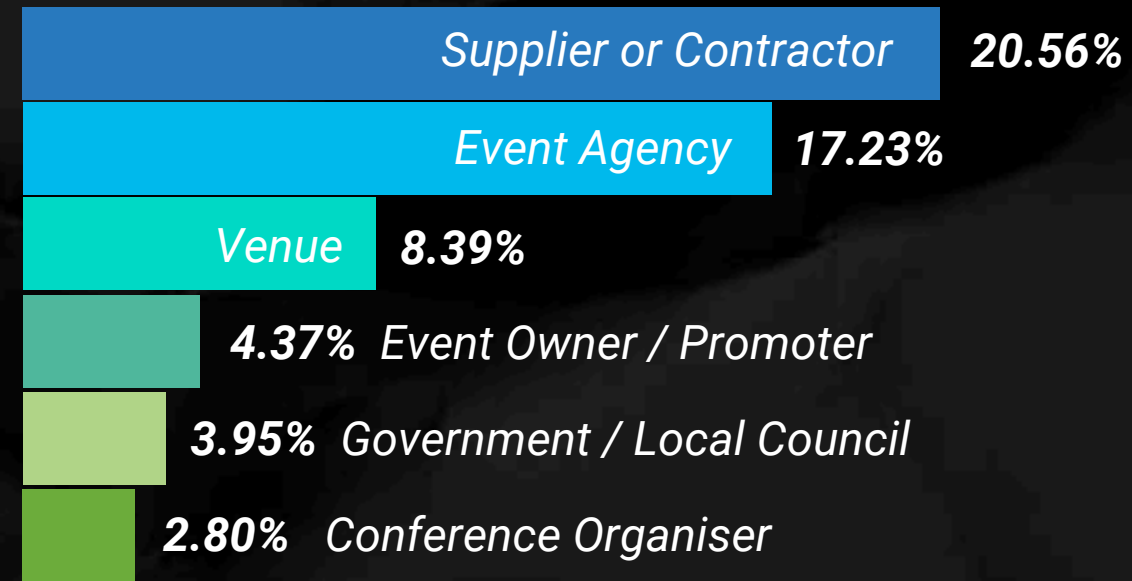 Supplier or Contractor 20.56%
Event Agency 17.23%
Venue 8.39%
4.37% Event Owner / Promoter
3.95% Government / Local Council
2.80% Conference Organiser